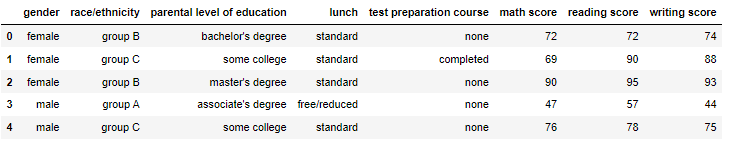 gender race/ethnicity parental level of education lunch test preparation course math score reading score writing score
0 female group B bachelor's degree standard none 72 72 74
1 female group C some college standard completed 69 90 88
2 female group B master's degree standard none 90 95 93
3 male group A associate's degree free/reduced none 47 57 44
4 male group C some college standard none 76 78 75